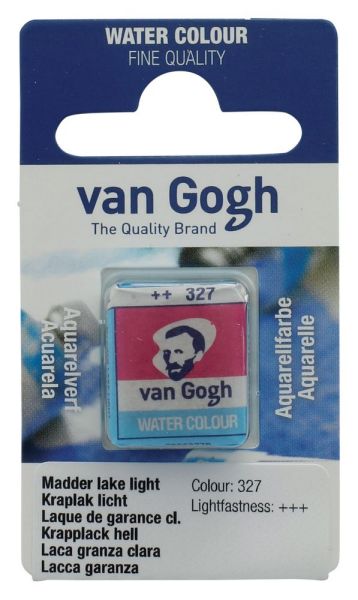 WATER COLOUR
FINE QUALITY
van Gogh
The Quality Brand
Aquarelverf
Acuarela
++ 327
van Gogh
WATER COLOUR
Aquarellfarbe
Aquarelle
Madder lake light
Kraplak licht
Laque de garance cl.
Krapplack hell
Laca granza clara
Lacca garanza
Colour: 327
Lightfastness: +++